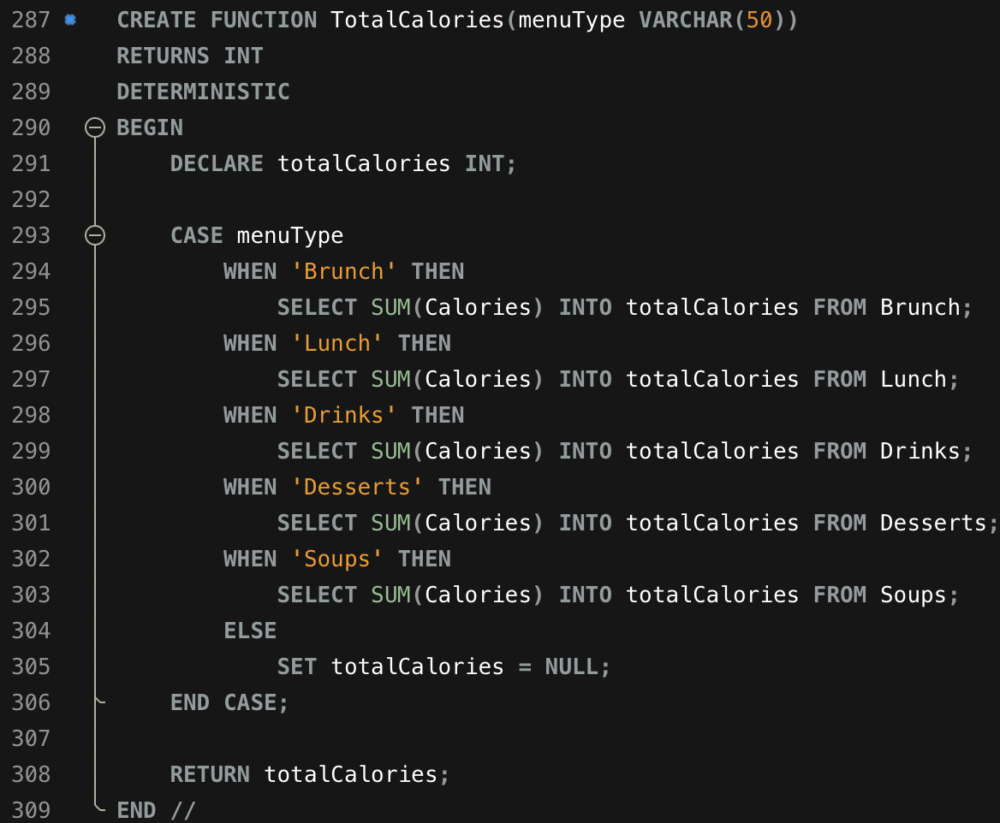 287 CREATE FUNCTION TotalCalories(menuType VARCHAR(50))
288 RETURNS INT
289 DETERMINISTIC
290 BEGIN
291     DECLARE totalCalories INT;
292
293     CASE menuType
294         WHEN 'Brunch' THEN
295             SELECT SUM(Calories) INTO totalCalories FROM Brunch;
296         WHEN 'Lunch' THEN
297             SELECT SUM(Calories) INTO totalCalories FROM Lunch;
298         WHEN 'Drinks' THEN
299             SELECT SUM(Calories) INTO totalCalories FROM Drinks;
300         WHEN 'Desserts' THEN
301             SELECT SUM(Calories) INTO totalCalories FROM Desserts;
302         WHEN 'Soups' THEN
303             SELECT SUM(Calories) INTO totalCalories FROM Soups;
304         ELSE
305             SET totalCalories = NULL;
306     END CASE;
307
308     RETURN totalCalories;
309 END //